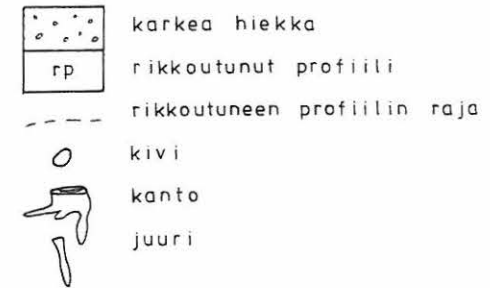 karkea hiekka
rp rikkoutunut profiili
rikkoutuneen profiilin raja
kivi
kanto
juuri